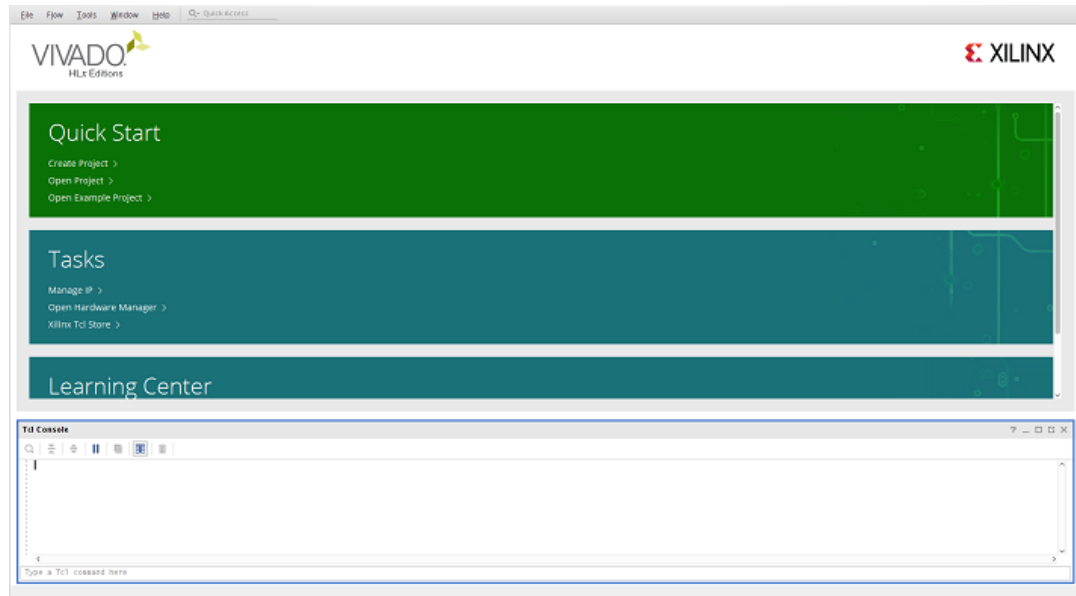 File Flow Tools Window Help Q- Quick Access
VIVADO.
HLx Editions
XILINX
Quick Start
Create Project >
Open Project >
Open Example Project >
Tasks
Manage IP >
Open Hardware Manager >
Xilinx Tcl Store >
Learning Center
Tcl Console
Type a Tcl command here